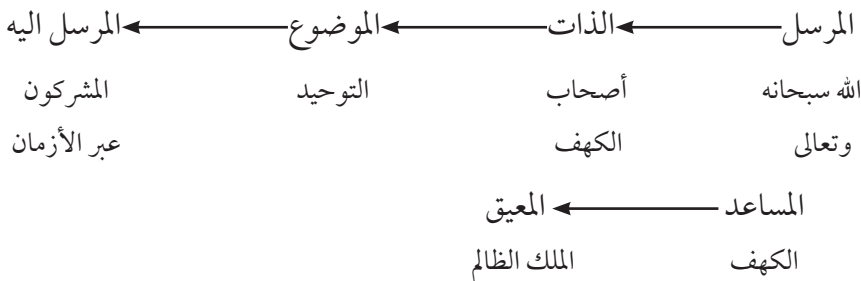 المرسل الذات الموضوع المرسل اليه
الله سبحانه أصحاب التوحيد المشركون
وتعالى الكهف عبر الأزمان
المساعد المعيق
الكهف الملك الظالم